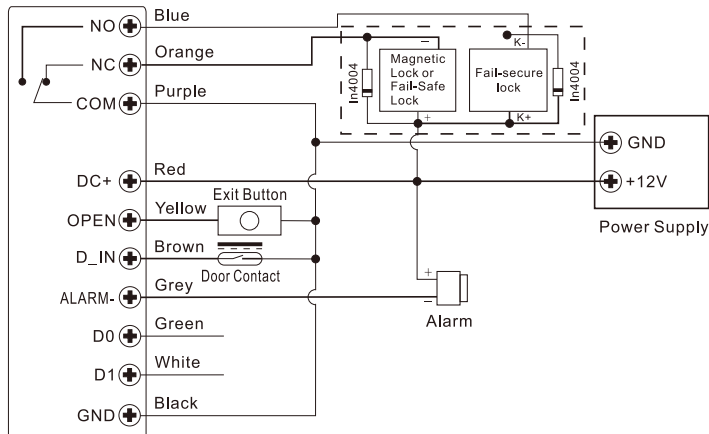 NO
Blue
NC
Orange
COM
Purple
In4004
−
Magnetic
Lock or
Fail-Safe
Lock
+
K-
Fail-secure
lock
K+
In4004
GND
+12V
Power Supply
DC+
Red
OPEN
Yellow
Exit Button
D_IN
Brown
Door Contact
ALARM-
Grey
+
−
Alarm
D0
Green
D1
White
GND
Black